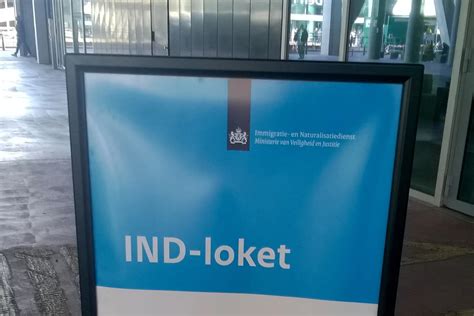 Immigratie- en Naturalisatiedienst
Ministerie van Veiligheid en Justitie
IND-loket